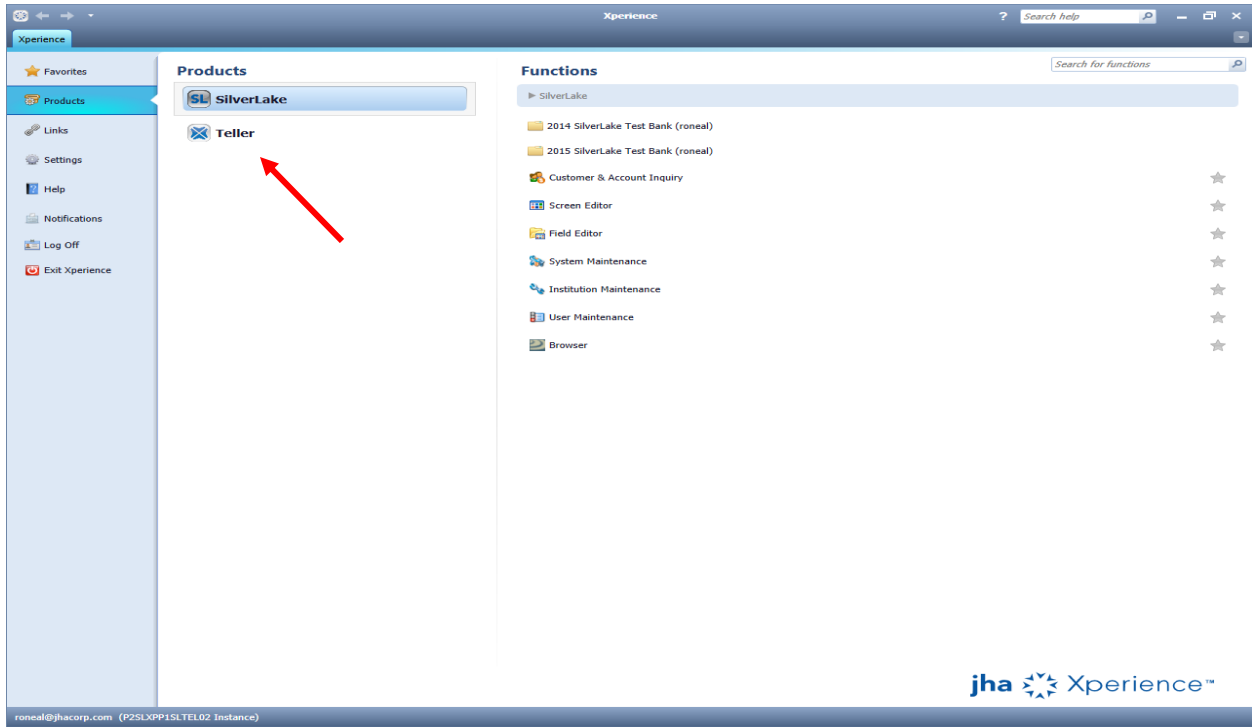 Xperience
? Search help
Xperience
Favorites
Products
Links
Settings
Help
Notifications
Log Off
Exit Xperience
Products
SL SilverLake
Teller
Functions
Search for functions
SilverLake
2014 SilverLake Test Bank (roneal)
2015 SilverLake Test Bank (roneal)
Customer & Account Inquiry
Screen Editor
Field Editor
System Maintenance
Institution Maintenance
User Maintenance
Browser
jha Xperience™
roneal@jhacorp.com (P2SLXPP1SLTEL02 Instance)